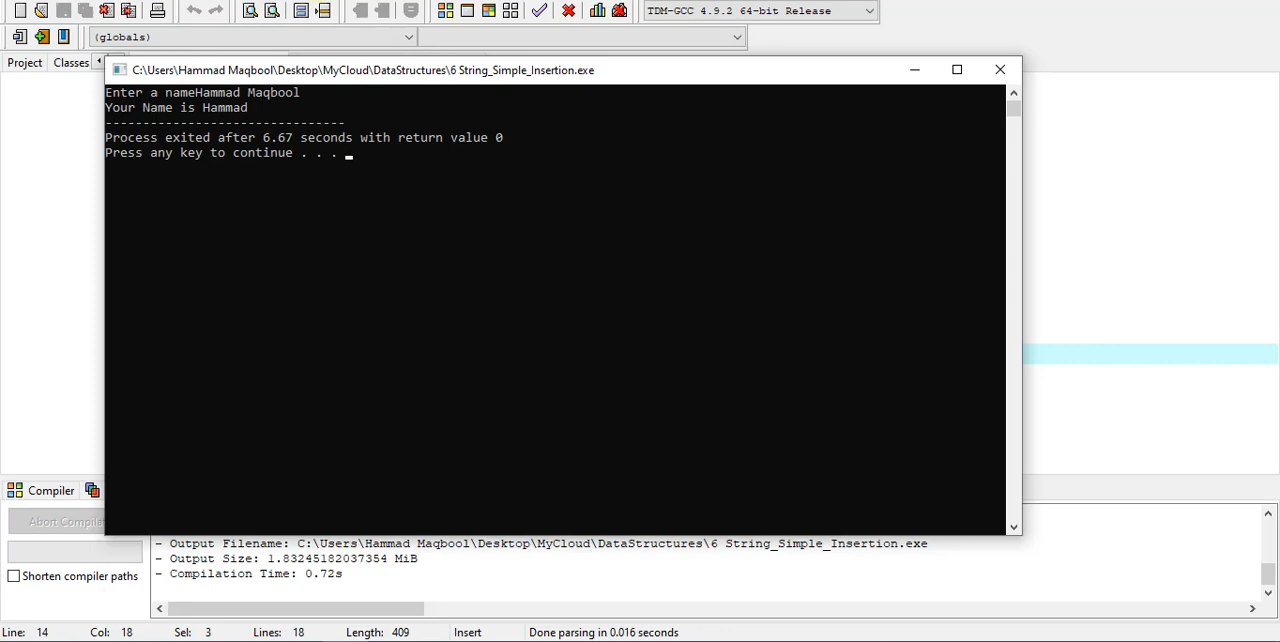 TDM-GCC 4.9.2 64-bit Release
(globals)
Project Classes
C:\Users\Hammad Maqbool\Desktop\MyCloud\DataStructures\6 String_Simple_Insertion.exe
Enter a nameHammad Maqbool
Your Name is Hammad
--------------------------------
Process exited after 6.67 seconds with return value 0
Press any key to continue . . .
Compiler
Abort Compila
- Output Filename: C:\Users\Hammad Maqbool\Desktop\MyCloud\DataStructures\6 String_Simple_Insertion.exe
- Output Size: 1.83245182037354 MiB
- Compilation Time: 0.72s
Shorten compiler paths
Line: 14 Col: 18 Sel: 3 Lines: 18 Length: 409 Insert Done parsing in 0.016 seconds